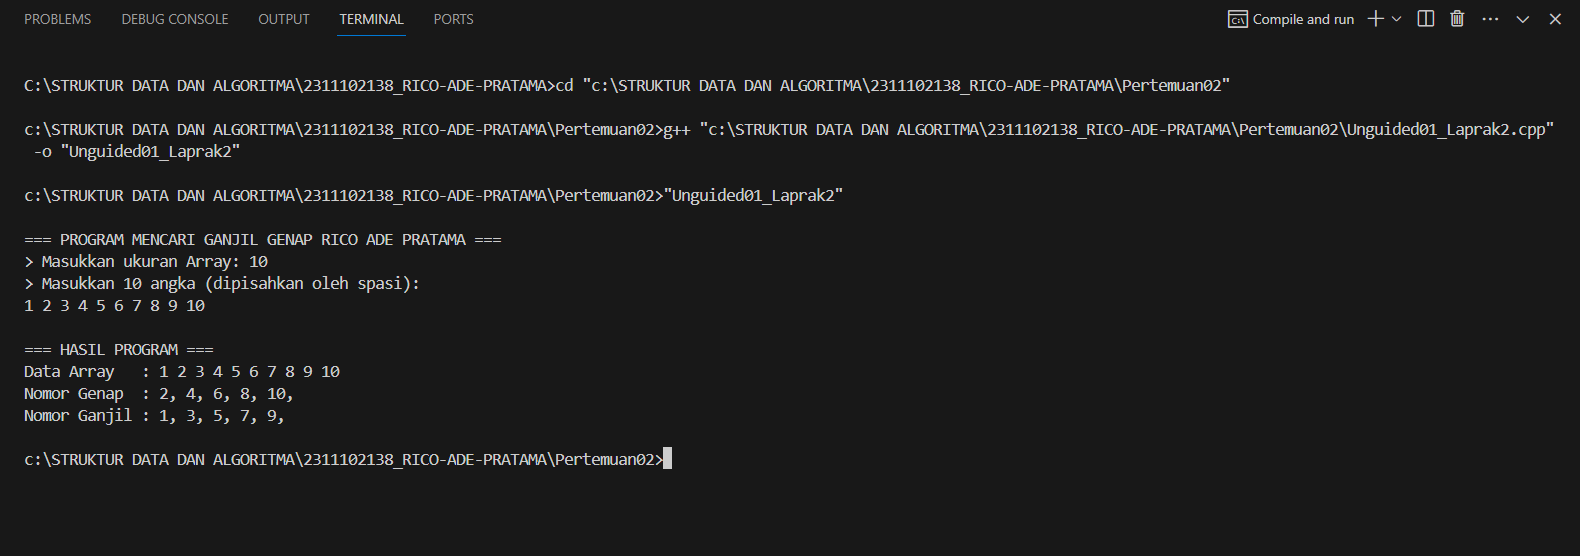 PROBLEMS DEBUG CONSOLE OUTPUT TERMINAL PORTS Compile and run
C:\STRUKTUR DATA DAN ALGORITMA\2311102138_RICO-ADE-PRATAMA>cd "c:\STRUKTUR DATA DAN ALGORITMA\2311102138_RICO-ADE-PRATAMA\Pertemuan02"
c:\STRUKTUR DATA DAN ALGORITMA\2311102138_RICO-ADE-PRATAMA\Pertemuan02>g++ "c:\STRUKTUR DATA DAN ALGORITMA\2311102138_RICO-ADE-PRATAMA\Pertemuan02\Unguided01_Laprak2.cpp"
-o "Unguided01_Laprak2"
c:\STRUKTUR DATA DAN ALGORITMA\2311102138_RICO-ADE-PRATAMA\Pertemuan02>"Unguided01_Laprak2"
=== PROGRAM MENCARI GANJIL GENAP RICO ADE PRATAMA ===
> Masukkan ukuran Array: 10
> Masukkan 10 angka (dipisahkan oleh spasi):
1 2 3 4 5 6 7 8 9 10
=== HASIL PROGRAM ===
Data Array   : 1 2 3 4 5 6 7 8 9 10
Nomor Genap  : 2, 4, 6, 8, 10,
Nomor Ganjil : 1, 3, 5, 7, 9,
c:\STRUKTUR DATA DAN ALGORITMA\2311102138_RICO-ADE-PRATAMA\Pertemuan02>